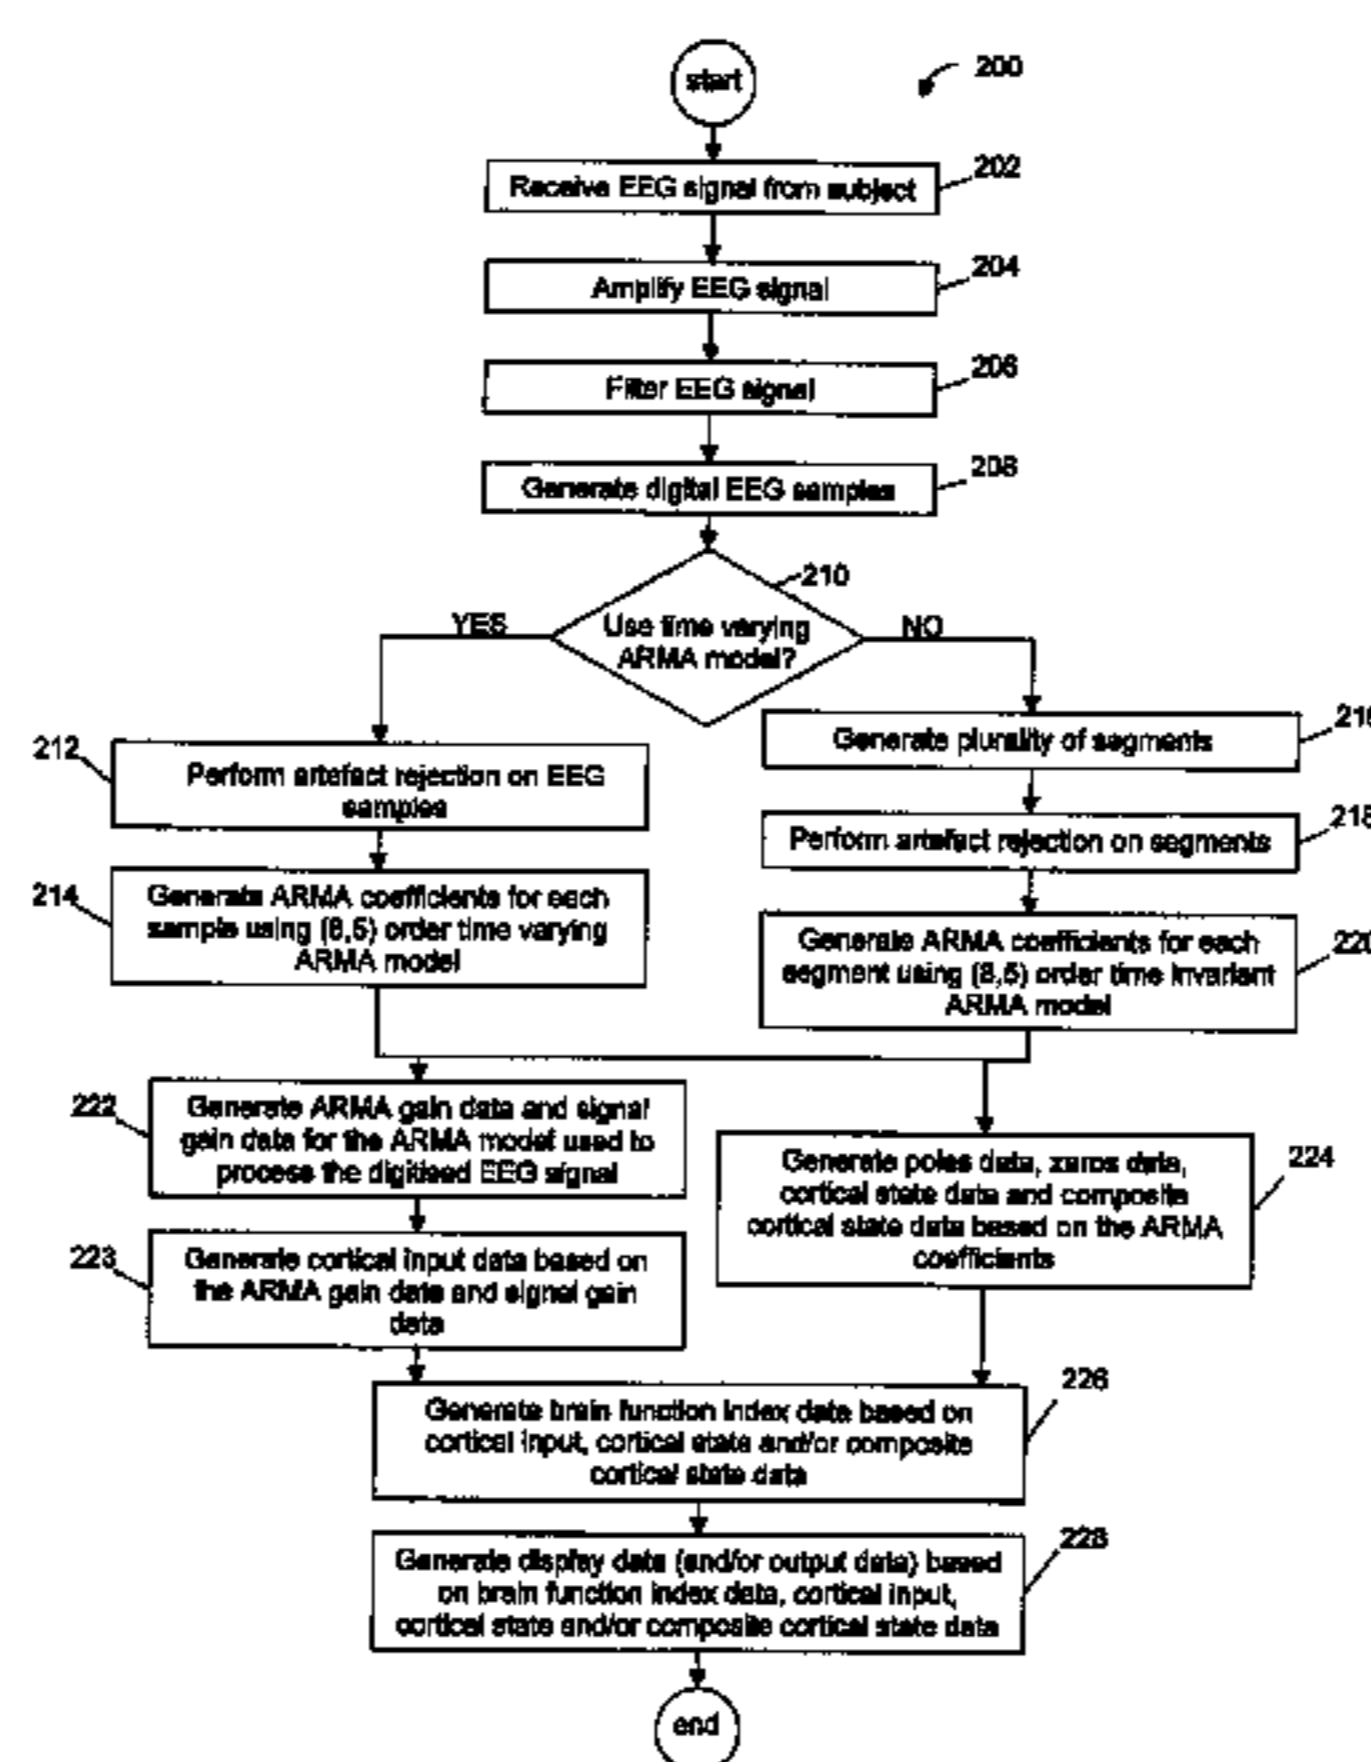 start
200
Receive EEG signal from subject
202
Amplify EEG signal
204
Filter EEG signal
206
Generate digital EEG samples
208
210
Use time varying
ARMA model?
YES
NO
212
Perform artefact rejection on EEG
samples
214
Generate ARMA coefficients for each
sample using (8,5) order time varying
ARMA model
Generate plurality of segments
216
Perform artefact rejection on segments
218
Generate ARMA coefficients for each
segment using (8,5) order time invariant
ARMA model
220
222
Generate ARMA gain data and signal
gain data for the ARMA model used to
process the digitised EEG signal
223
Generate cortical input data based on
the ARMA gain data and signal gain
data
Generate poles data, zeros data,
cortical state data and composite
cortical state data based on the ARMA
coefficients
224
Generate brain function index data based on
cortical input, cortical state and/or composite
cortical state data
226
Generate display data (and/or output data) based
on brain function index data, cortical input,
cortical state and/or composite cortical state data
228
end